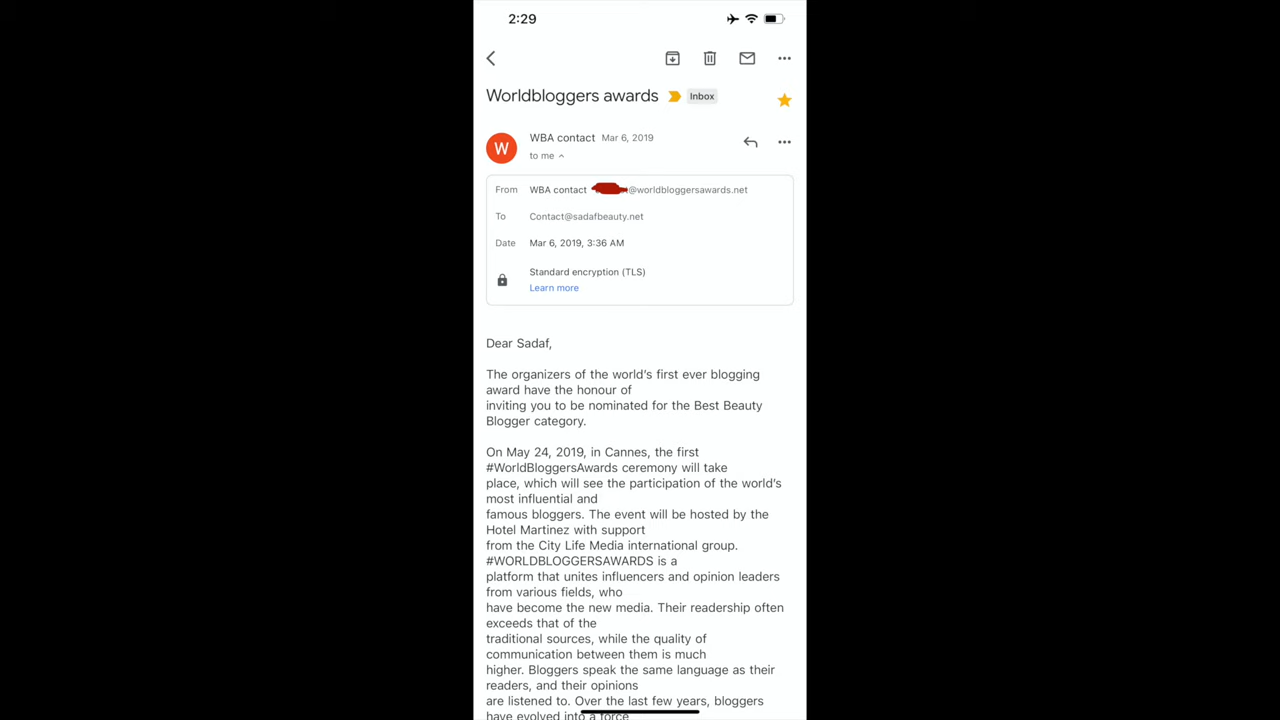 2:29
Worldbloggers awards Inbox
W
WBA contact Mar 6, 2019
to me
From WBA contact @worldbloggersawards.net
To Contact@sadafbeauty.net
Date Mar 6, 2019, 3:36 AM
Standard encryption (TLS)
Learn more
Dear Sadaf,
The organizers of the world's first ever blogging
award have the honour of
inviting you to be nominated for the Best Beauty
Blogger category.
On May 24, 2019, in Cannes, the first
#WorldBloggersAwards ceremony will take
place, which will see the participation of the world's
most influential and
famous bloggers. The event will be hosted by the
Hotel Martinez with support
from the City Life Media international group.
#WORLDBLOGGERSAWARDS is a
platform that unites influencers and opinion leaders
from various fields, who
have become the new media. Their readership often
exceeds that of the
traditional sources, while the quality of
communication between them is much
higher. Bloggers speak the same language as their
readers, and their opinions
are listened to. Over the last few years, bloggers
have evolved into a force